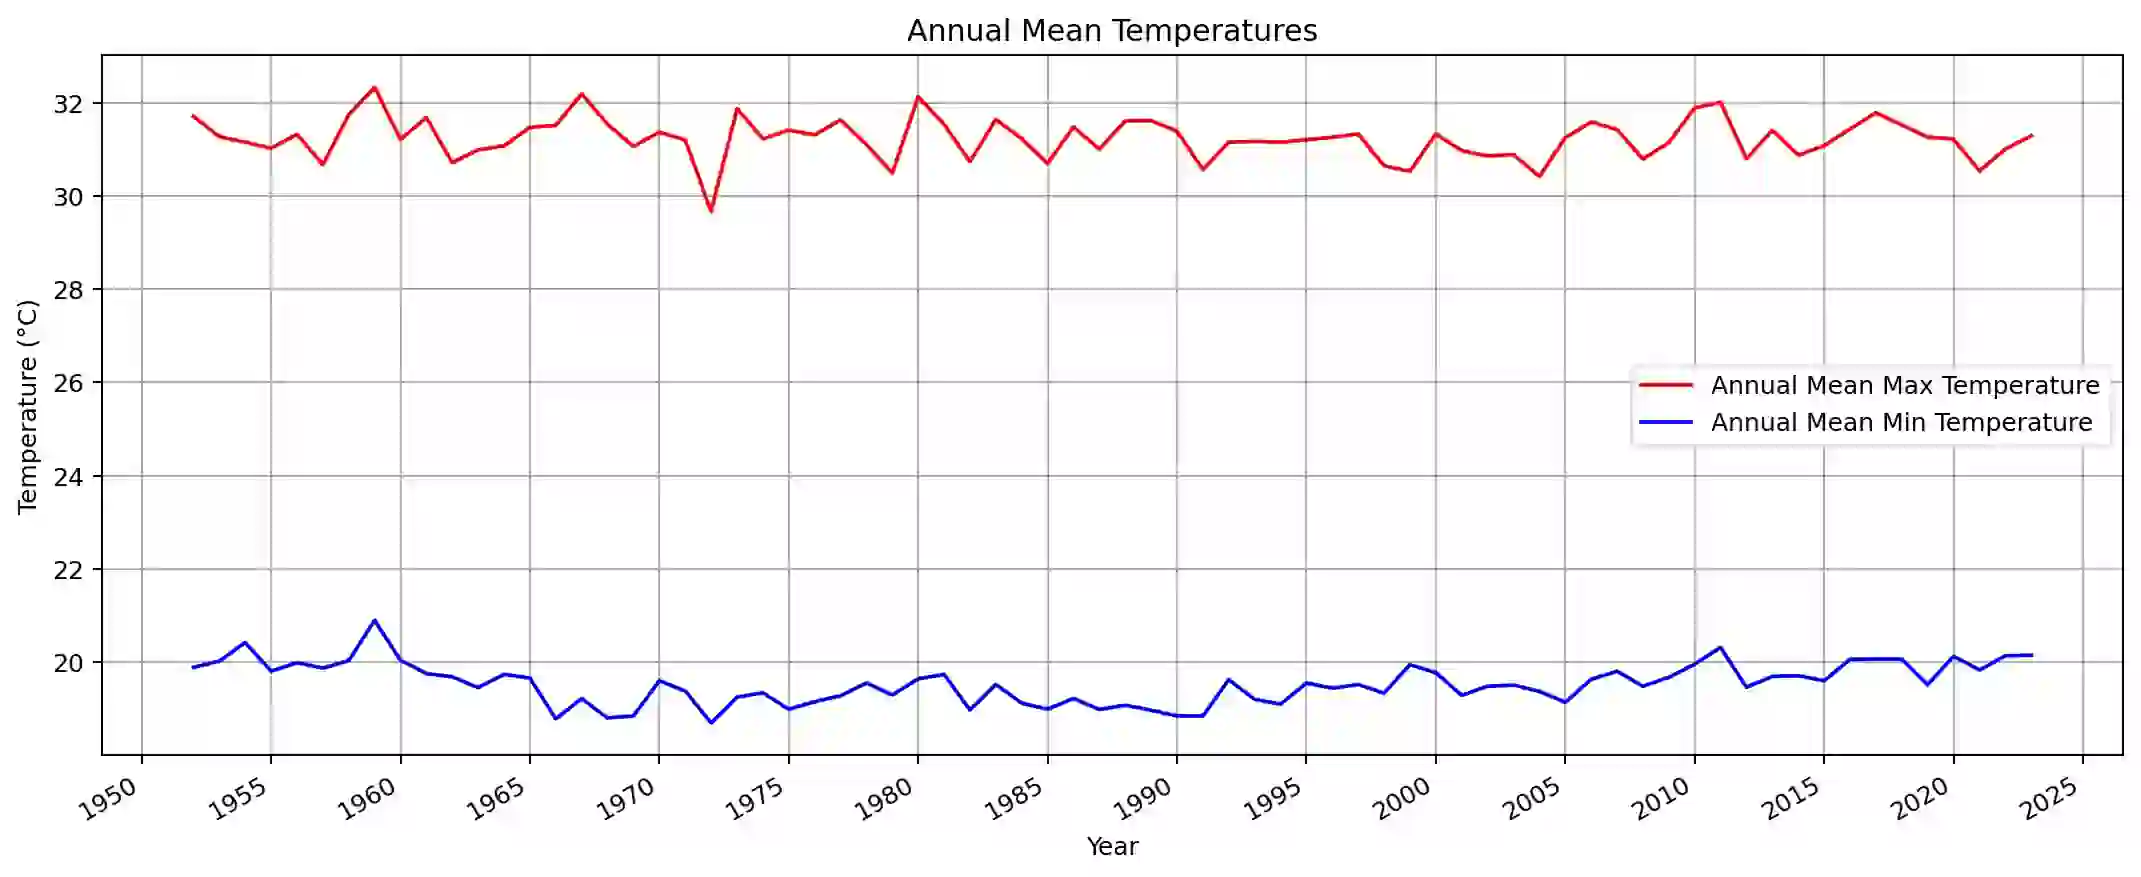 Annual Mean Temperatures
32
30
28
26
24
22
20
Temperature (°C)
Annual Mean Max Temperature
Annual Mean Min Temperature
1950 1955 1960 1965 1970 1975 1980 1985 1990 1995 2000 2005 2010 2015 2020 2025
Year